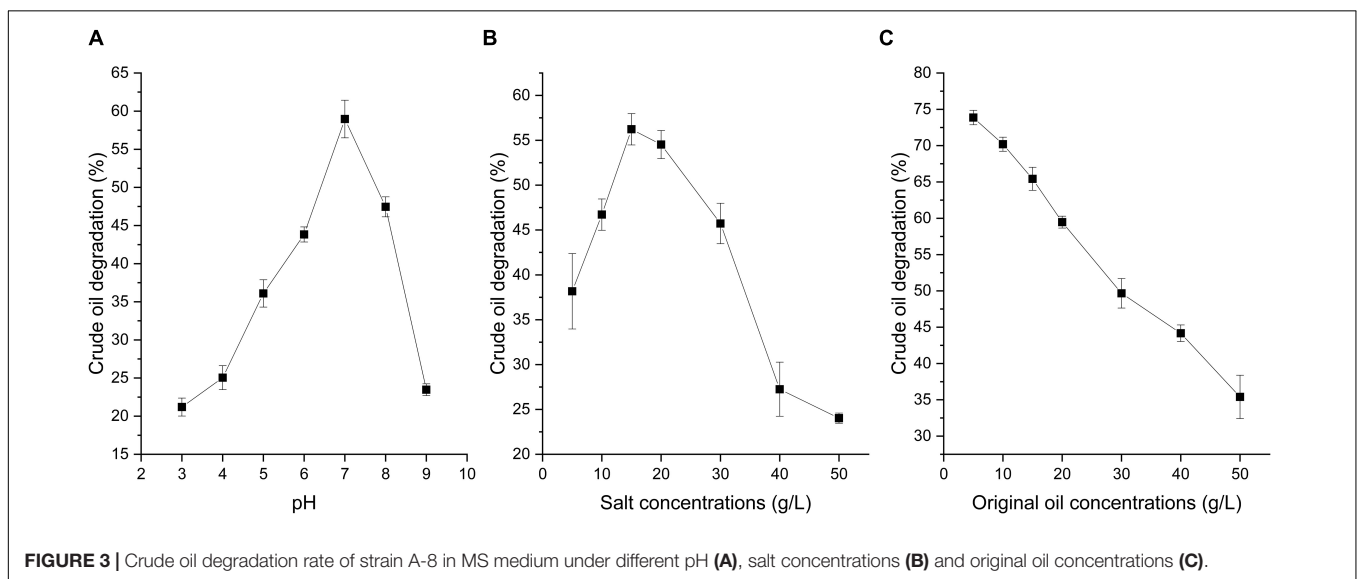 A
B
C
65
60
55
50
45
40
35
30
25
20
15
Crude oil degradation (%)
2 3 4 5 6 7 8 9 10
pH
60
55
50
45
40
35
30
25
20
Crude oil degradation (%)
0 10 20 30 40 50
Salt concentrations (g/L)
80
75
70
65
60
55
50
45
40
35
30
Crude oil degradation (%)
0 10 20 30 40 50
Original oil concentrations (g/L)
FIGURE 3 | Crude oil degradation rate of strain A-8 in MS medium under different pH (A), salt concentrations (B) and original oil concentrations (C).